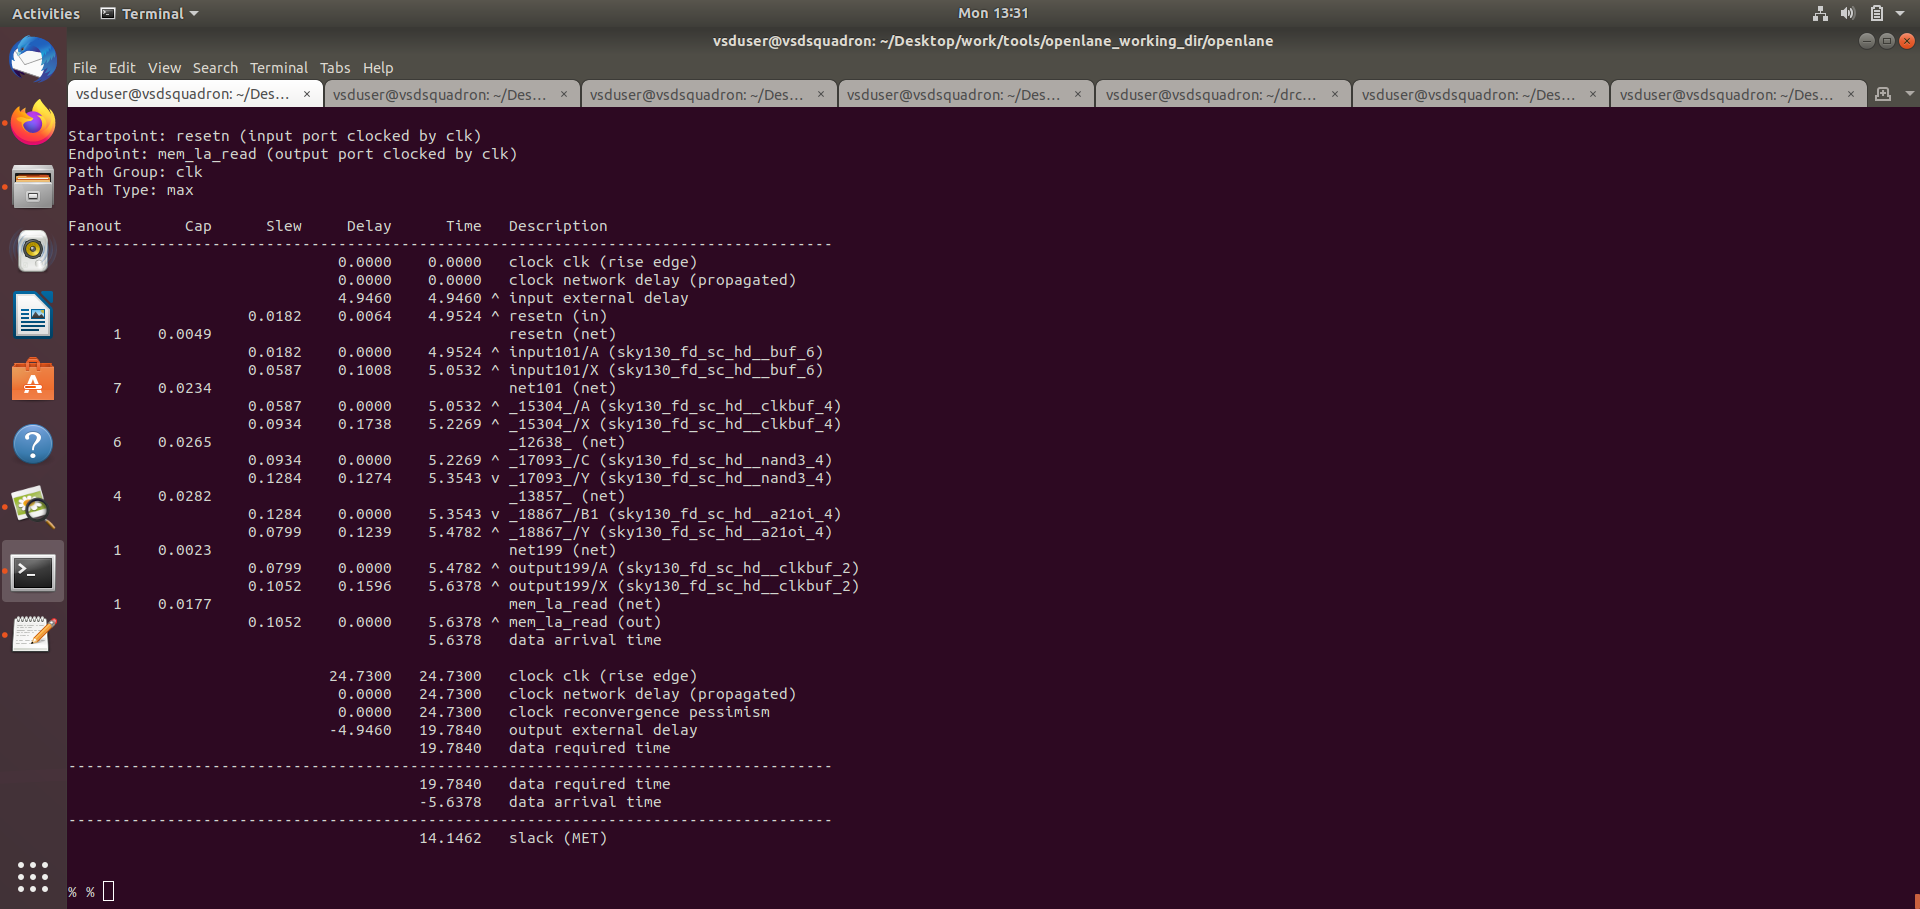 Activities Terminal Mon 13:31
vsduser@vsdsquadron: ~/Desktop/work/tools/openlane_working_dir/openlane
File Edit View Search Terminal Tabs Help
vsduser@vsdsquadron: ~/Des... × vsduser@vsdsquadron: ~/Des... × vsduser@vsdsquadron: ~/Des... × vsduser@vsdsquadron: ~/Des... × vsduser@vsdsquadron: ~/drc... × vsduser@vsdsquadron: ~/Des... × vsduser@vsdsquadron: ~/Des... ×
Startpoint: resetn (input port clocked by clk)
Endpoint: mem_la_read (output port clocked by clk)
Path Group: clk
Path Type: max
Fanout Cap Slew Delay Time Description
-------------------------------------------------------------------------------------
0.0000 0.0000 clock clk (rise edge)
0.0000 0.0000 clock network delay (propagated)
4.9460 4.9460 ^ input external delay
0.0182 0.0064 4.9524 ^ resetn (in)
1 0.0049 resetn (net)
0.0182 0.0000 4.9524 ^ input101/A (sky130_fd_sc_hd__buf_6)
0.0587 0.1008 5.0532 ^ input101/X (sky130_fd_sc_hd__buf_6)
7 0.0234 net101 (net)
0.0587 0.0000 5.0532 ^ _15304_/A (sky130_fd_sc_hd__clkbuf_4)
0.0934 0.1738 5.2269 ^ _15304_/X (sky130_fd_sc_hd__clkbuf_4)
6 0.0265 _12638_ (net)
0.0934 0.0000 5.2269 ^ _17093_/C (sky130_fd_sc_hd__nand3_4)
0.1284 0.1274 5.3543 v _17093_/Y (sky130_fd_sc_hd__nand3_4)
4 0.0282 _13857_ (net)
0.1284 0.0000 5.3543 v _18867_/B1 (sky130_fd_sc_hd__a21oi_4)
0.0799 0.1239 5.4782 ^ _18867_/Y (sky130_fd_sc_hd__a21oi_4)
1 0.0023 net199 (net)
0.0799 0.0000 5.4782 ^ output199/A (sky130_fd_sc_hd__clkbuf_2)
0.1052 0.1596 5.6378 ^ output199/X (sky130_fd_sc_hd__clkbuf_2)
1 0.0177 mem_la_read (net)
0.1052 0.0000 5.6378 ^ mem_la_read (out)
5.6378 data arrival time
24.7300 24.7300 clock clk (rise edge)
0.0000 24.7300 clock network delay (propagated)
0.0000 24.7300 clock reconvergence pessimism
-4.9460 19.7840 output external delay
19.7840 data required time
-------------------------------------------------------------------------------------
19.7840 data required time
-5.6378 data arrival time
-------------------------------------------------------------------------------------
14.1462 slack (MET)
% %